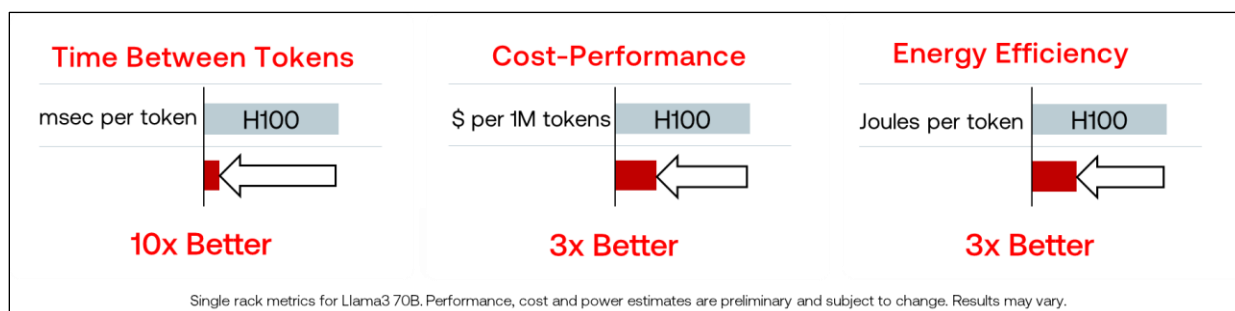 Time Between Tokens
msec per token
H100
10x Better
Cost-Performance
$ per 1M tokens
H100
3x Better
Energy Efficiency
Joules per token
H100
3x Better
Single rack metrics for Llama3 70B. Performance, cost and power estimates are preliminary and subject to change. Results may vary.